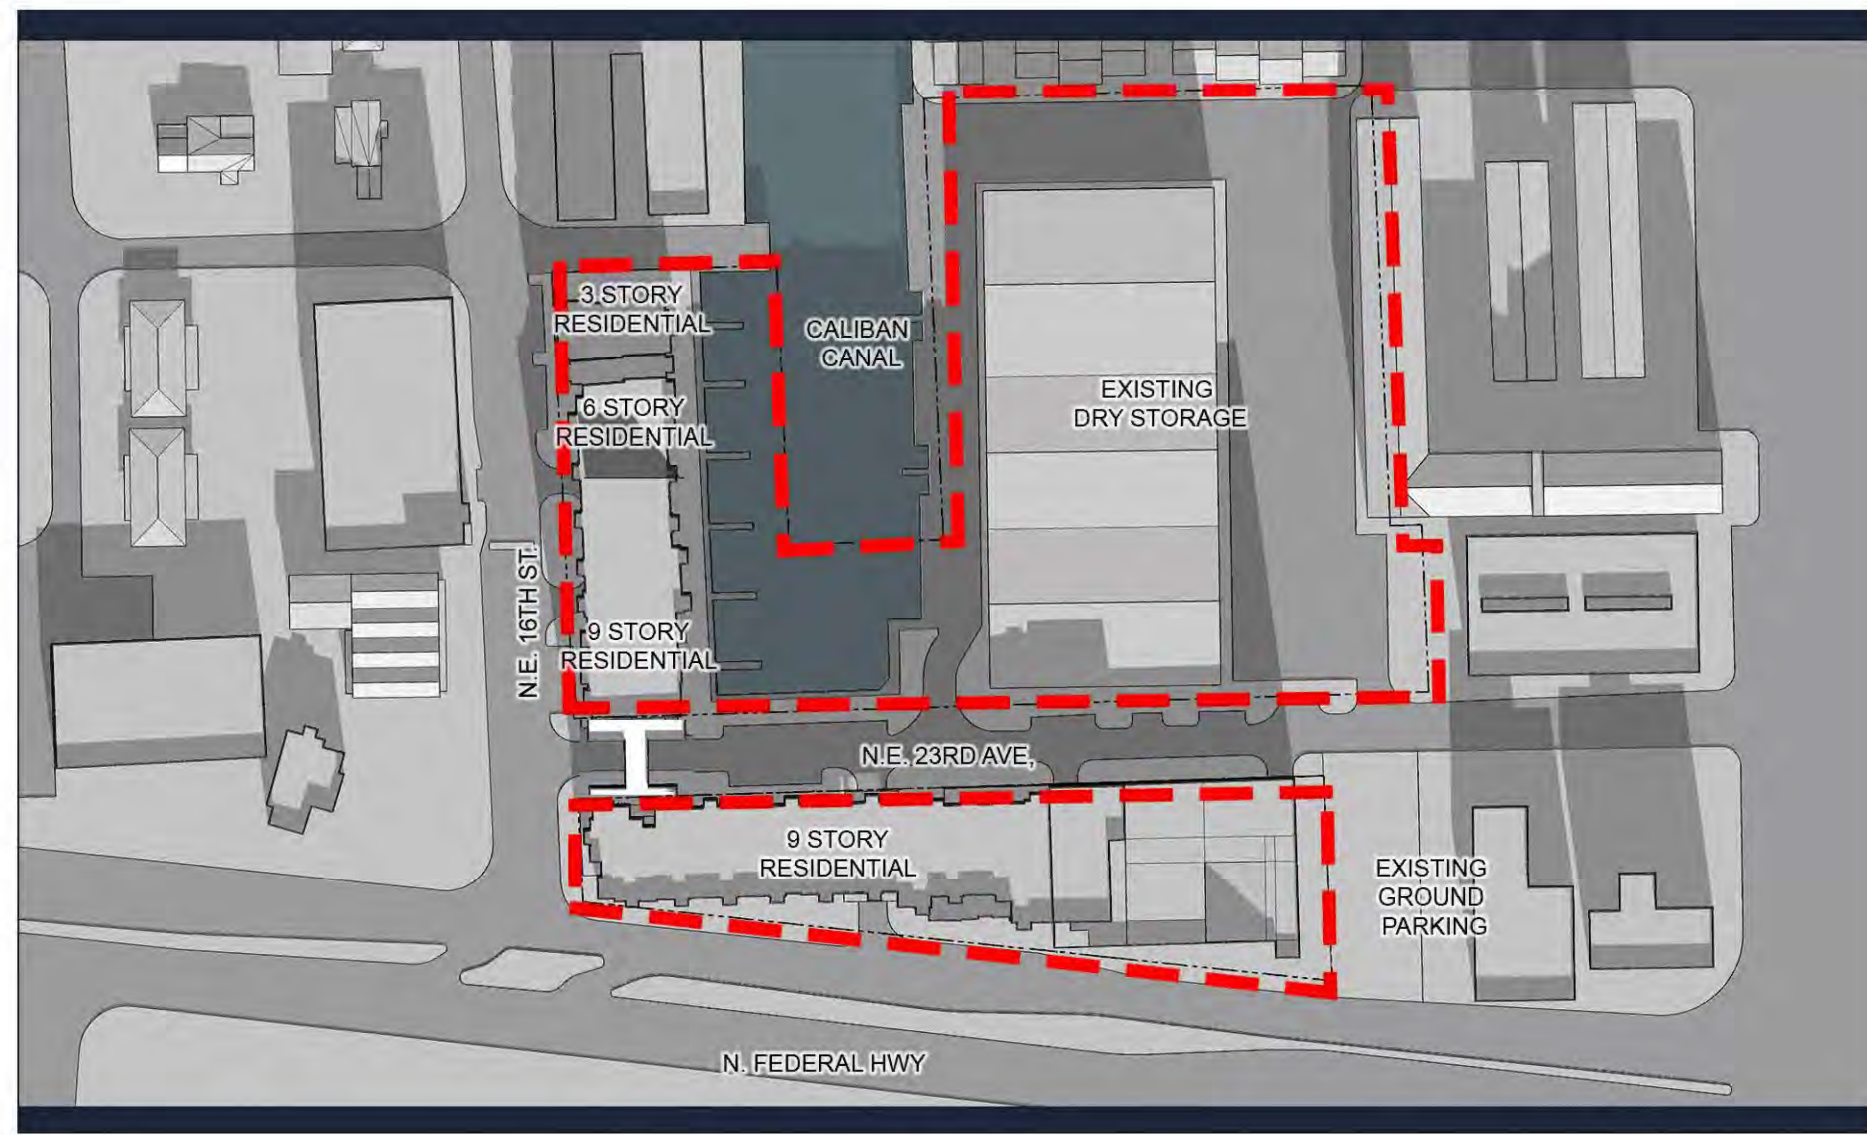 3 STORY
RESIDENTIAL
CALIBAN
CANAL
6 STORY
RESIDENTIAL
EXISTING
DRY STORAGE
N.E. 16TH ST.
9 STORY
RESIDENTIAL
N.E. 23RD AVE,
9 STORY
RESIDENTIAL
EXISTING
GROUND
PARKING
N. FEDERAL HWY